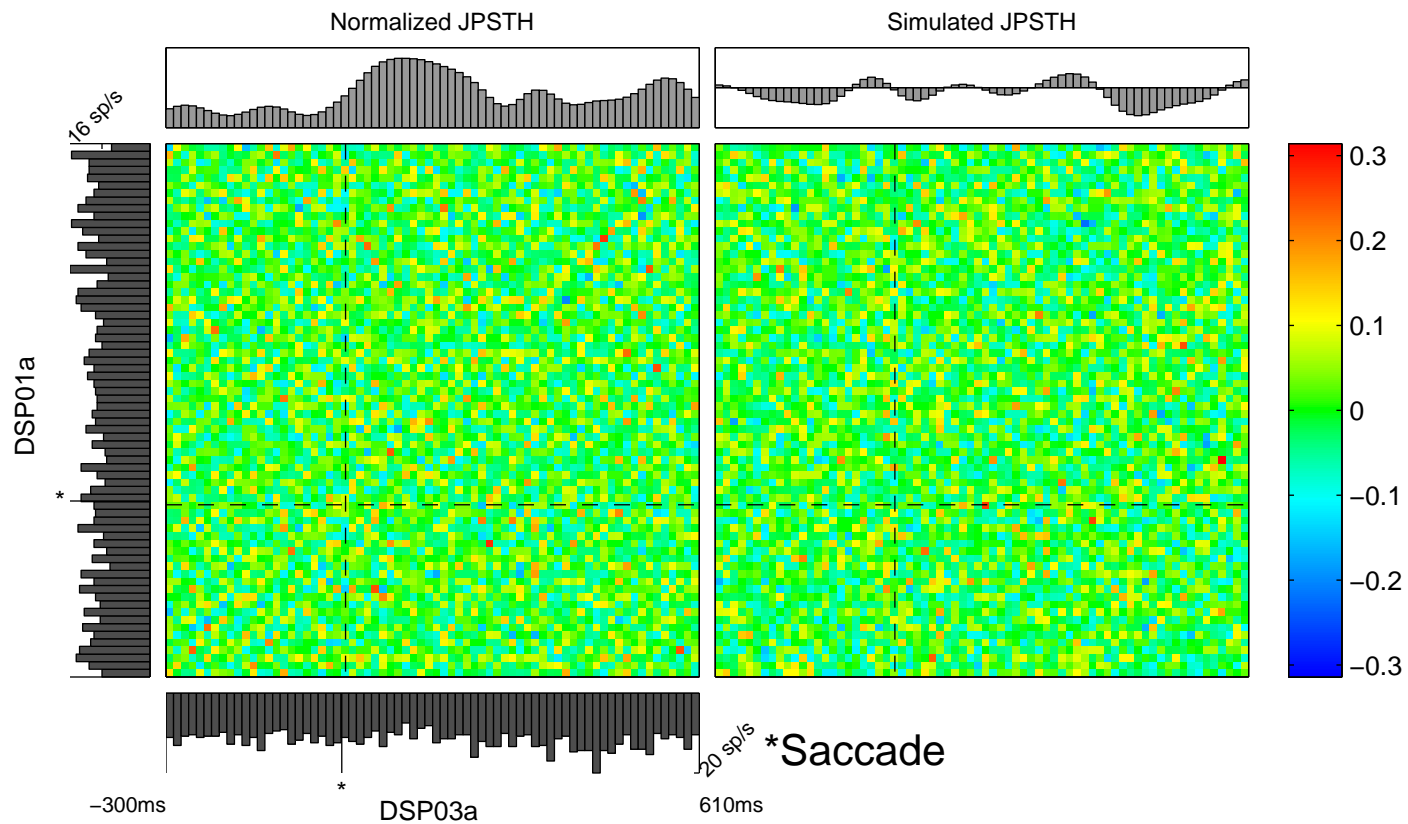 Normalized JPSTH
Simulated JPSTH
16 sp/s
0.3
0.2
0.1
0
−0.1
−0.2
−0.3
DSP01a
*
20 sp/s
*Saccade
*
−300ms
DSP03a
610ms